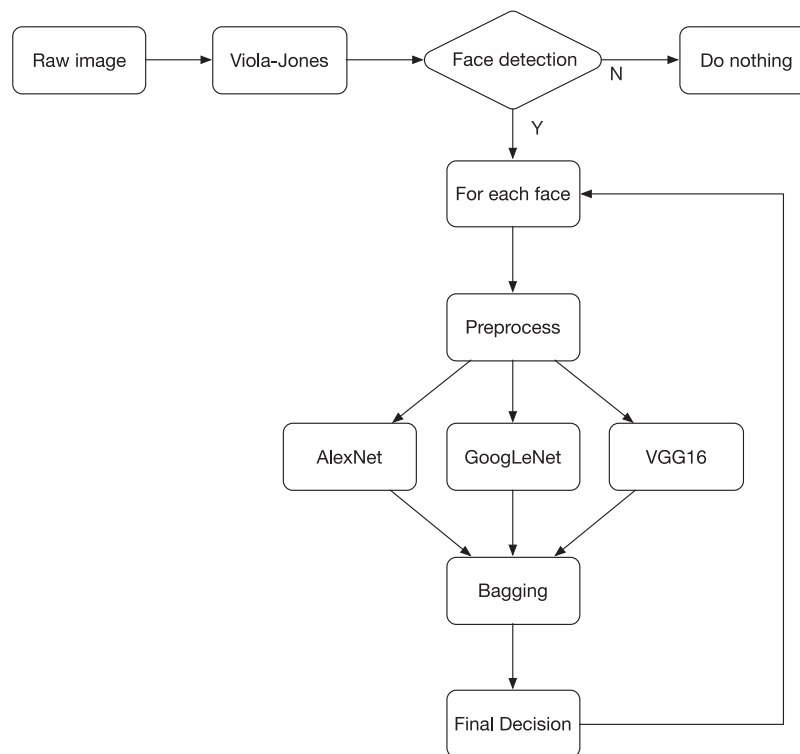 Raw image
Viola-Jones
Face detection
N
Do nothing
Y
For each face
Preprocess
AlexNet
GoogLeNet
VGG16
Bagging
Final Decision